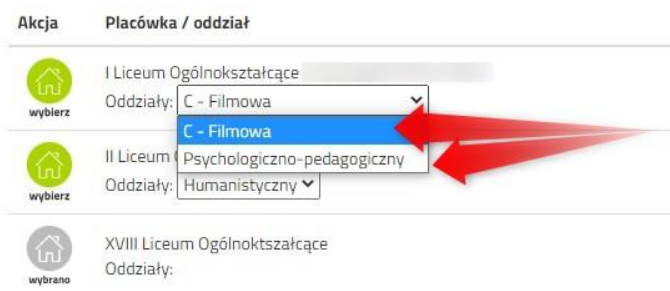 Akcja Placówka / oddział
I Liceum Ogólnokształcące
Oddziały: C - Filmowa
wybierz
C - Filmowa
II Liceum
Psychologiczno-pedagogiczny
Oddziały: Humanistyczny
wybierz
XVIII Liceum Ogólnoktszałcące
Oddziały:
wybrano